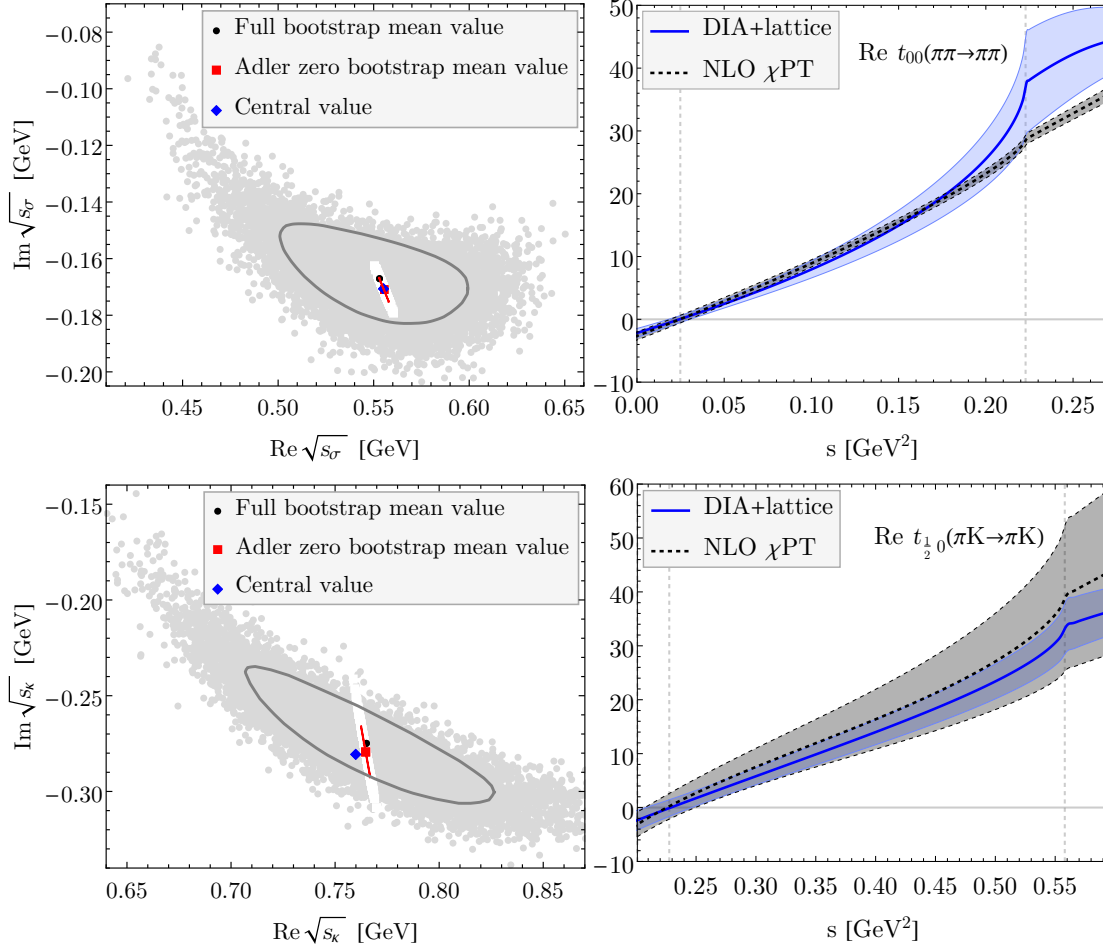 Full bootstrap mean value
Adler zero bootstrap mean value
Central value
−0.08
−0.10
−0.12
−0.14
−0.16
−0.18
−0.20
Im √sσ [GeV]
0.45
0.50
0.55
0.60
0.65
Re √sσ [GeV]
DIA+lattice
NLO χPT
Re t₀₀(ππ→ππ)
50
40
30
20
10
0
−10
0.00
0.05
0.10
0.15
0.20
0.25
s [GeV²]
Full bootstrap mean value
Adler zero bootstrap mean value
Central value
−0.15
−0.20
−0.25
−0.30
Im √sκ [GeV]
0.65
0.70
0.75
0.80
0.85
Re √sκ [GeV]
DIA+lattice
NLO χPT
Re t½ 0(πK→πK)
60
50
40
30
20
10
0
−10
0.25
0.30
0.35
0.40
0.45
0.50
0.55
s [GeV²]